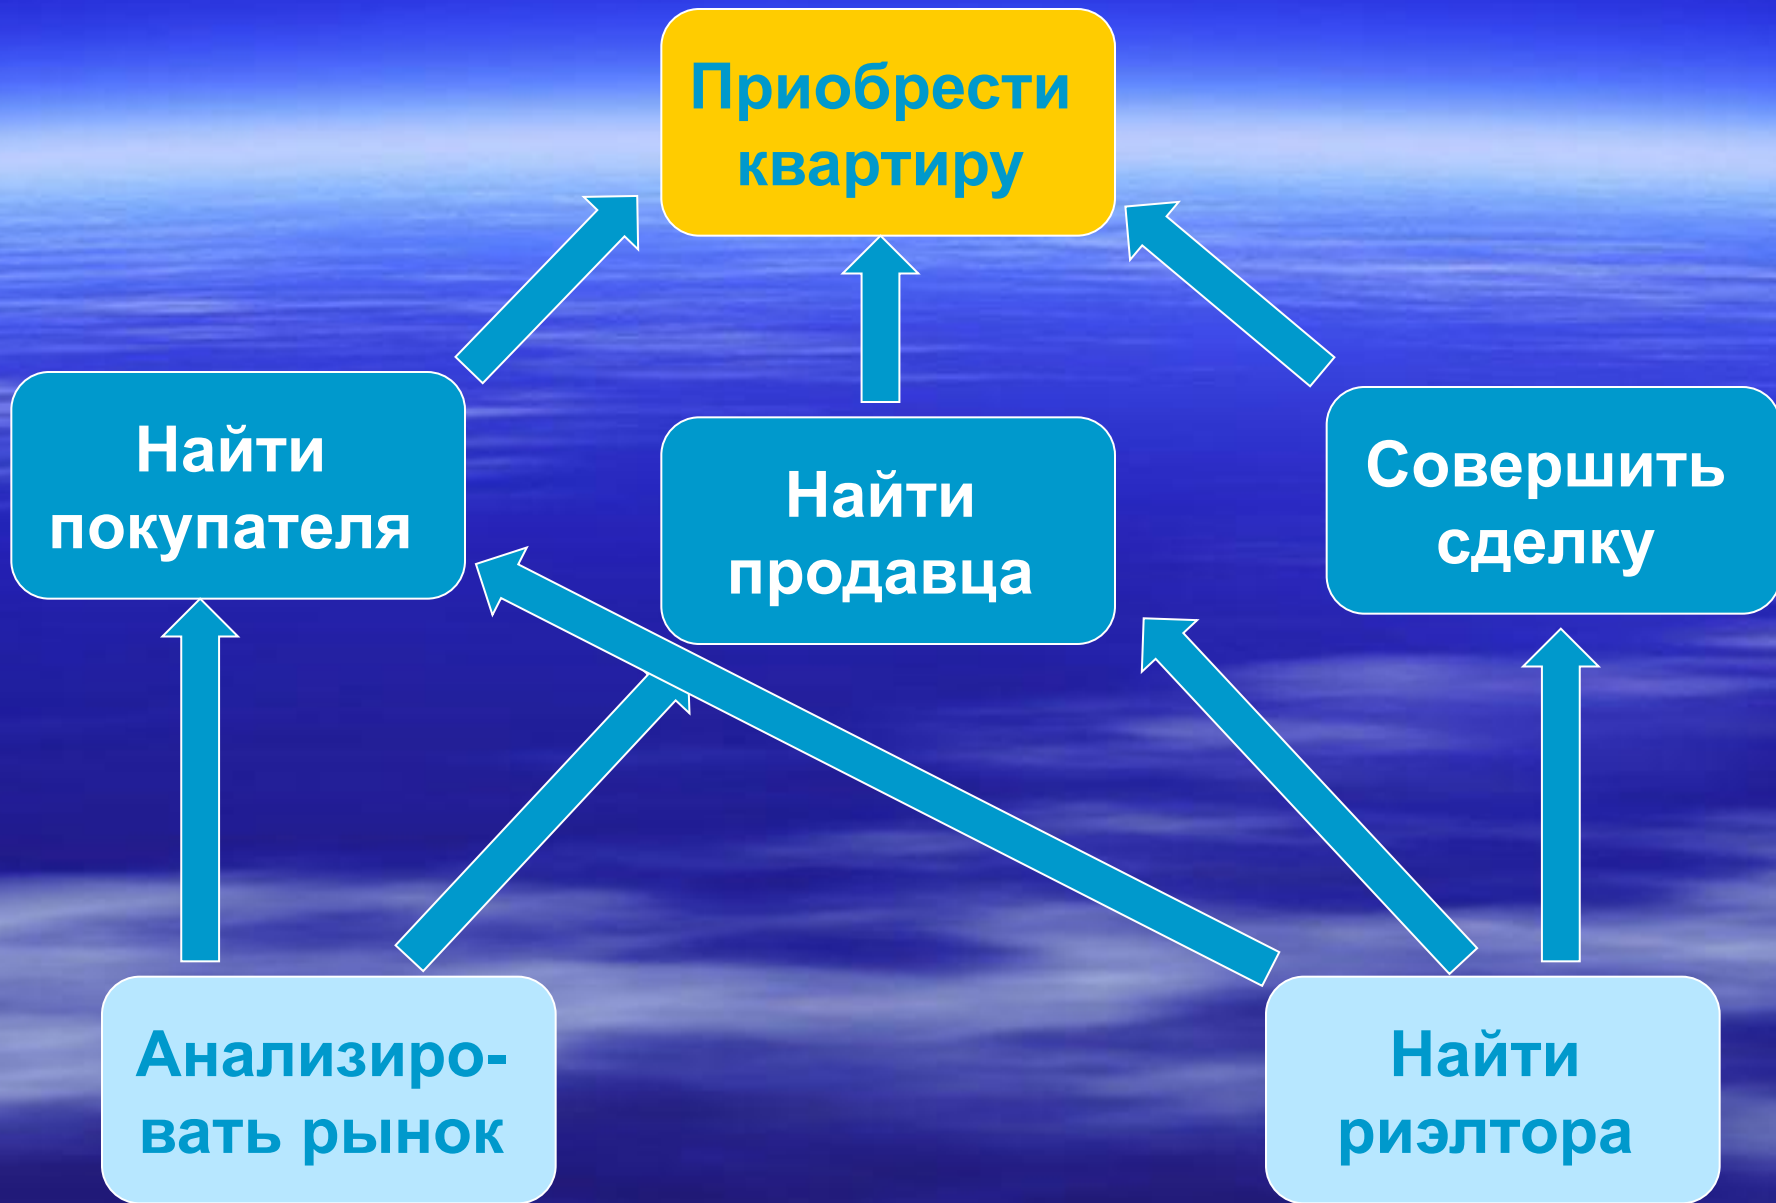 Приобрести
квартиру
Найти
покупателя
Найти
продавца
Совершить
сделку
Анализиро-
вать рынок
Найти
риэлтора